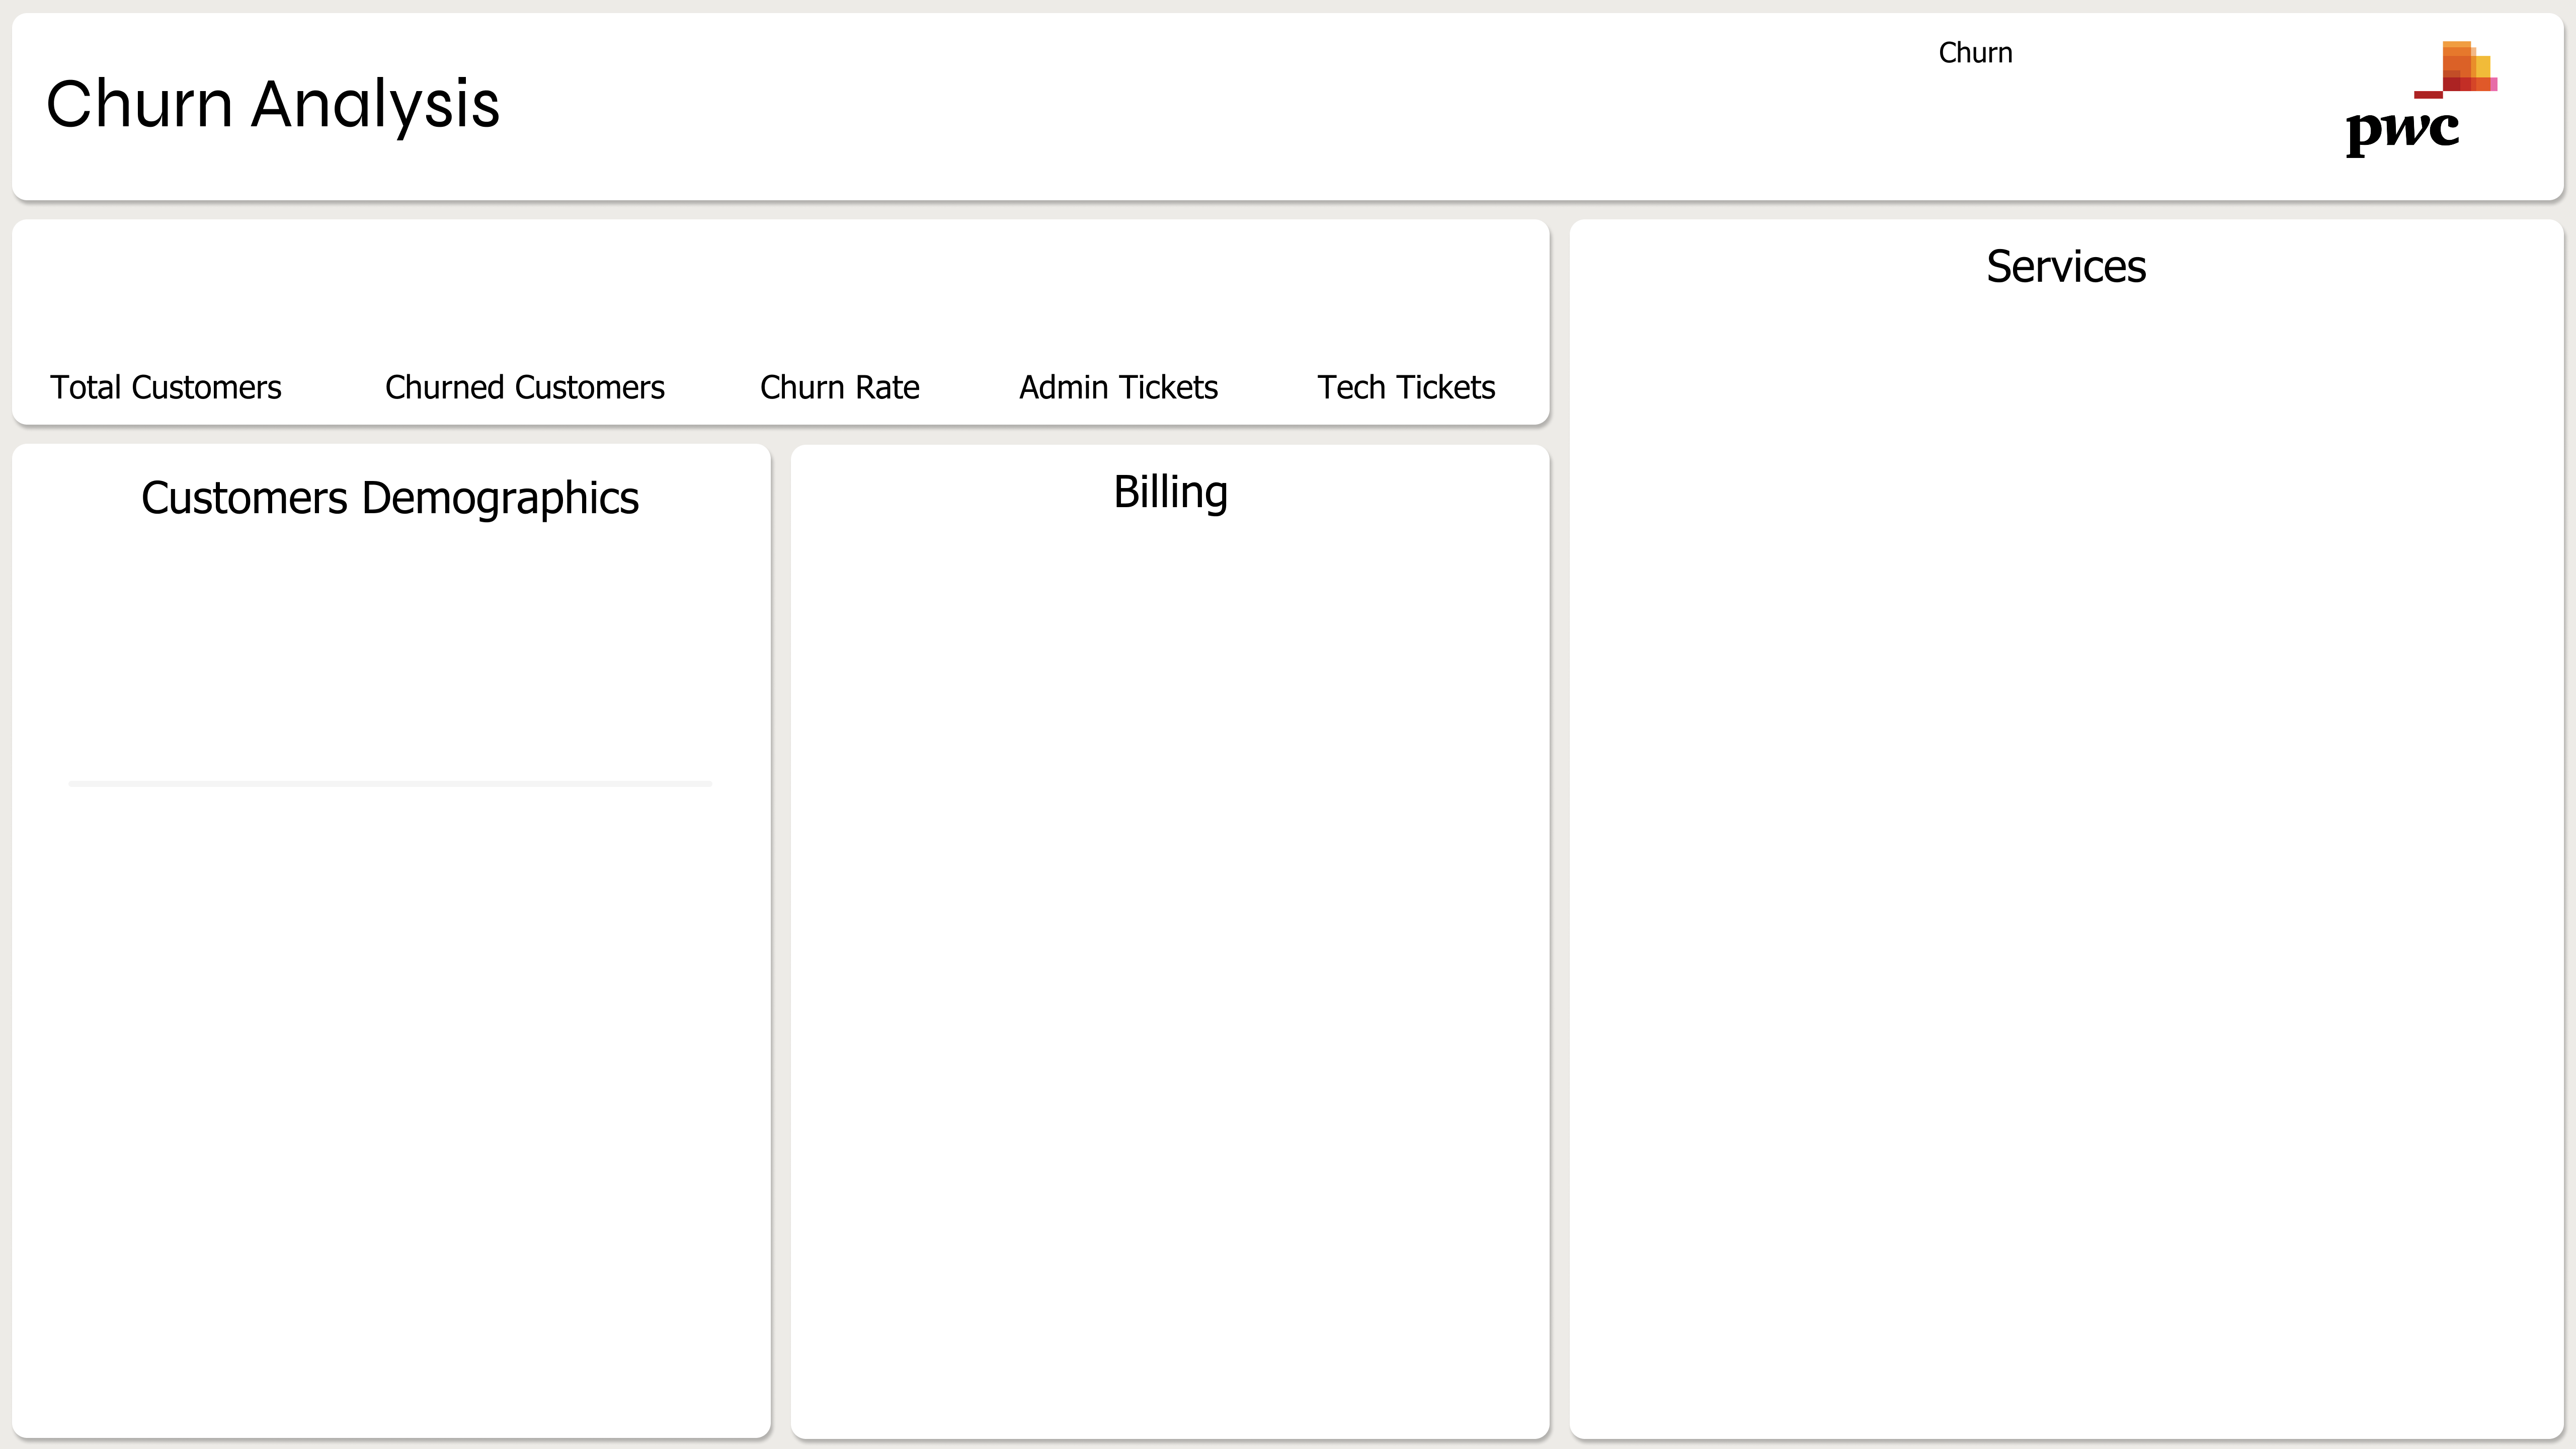 Churn Analysis
Churn
pwc
Total Customers
Churned Customers
Churn Rate
Admin Tickets
Tech Tickets
Services
Customers Demographics
Billing